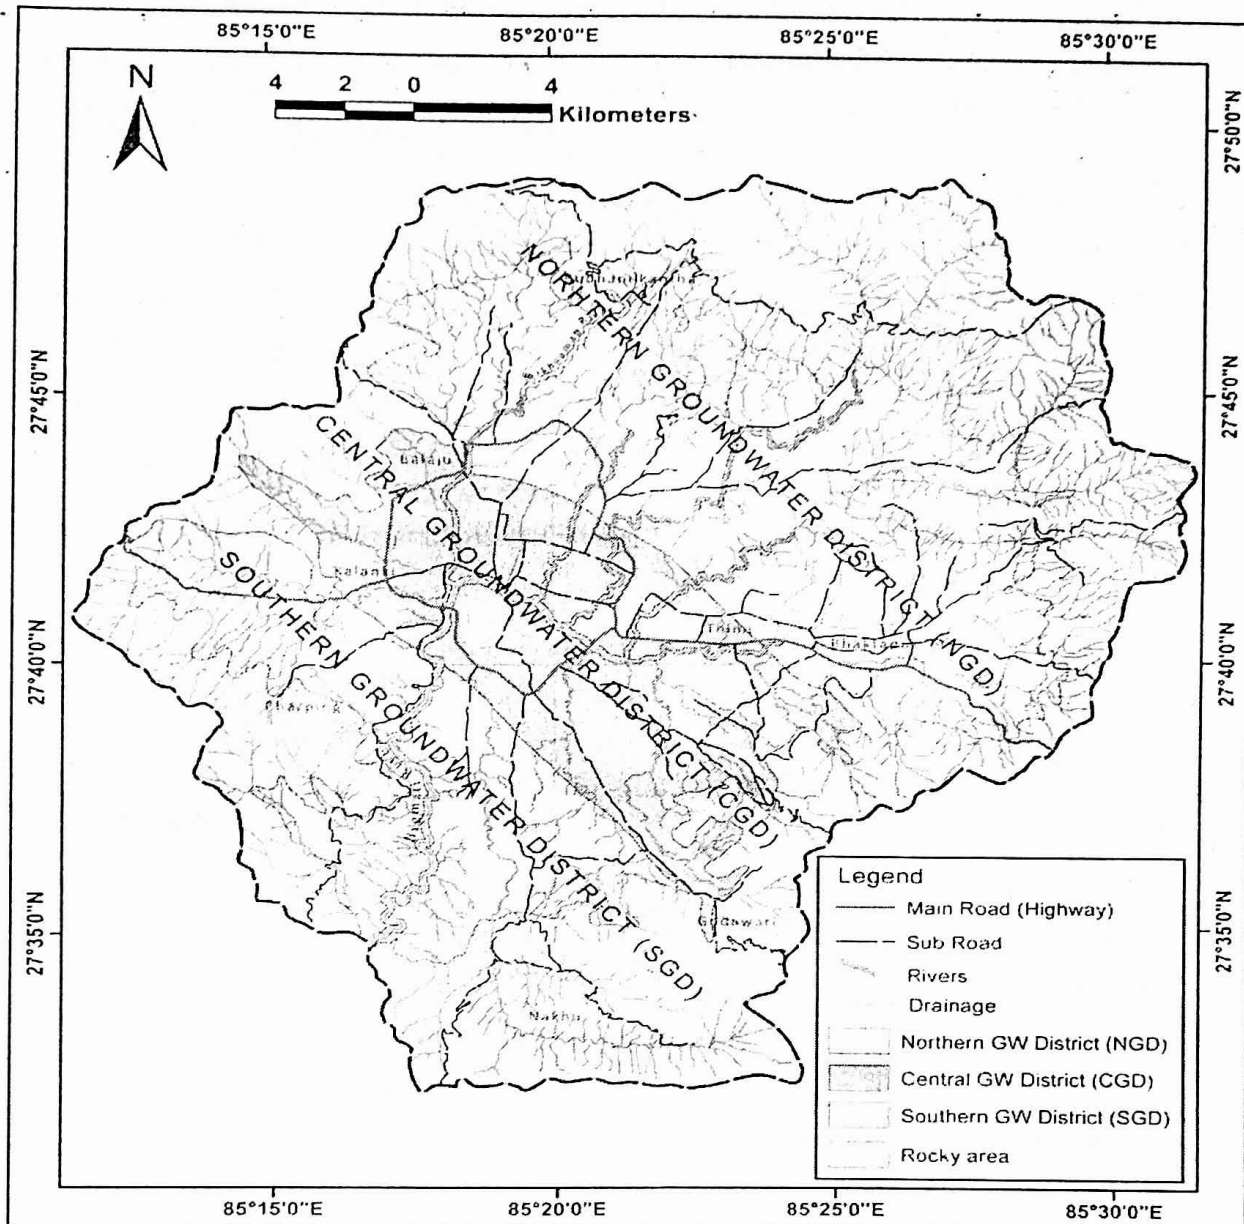 85°15'0"E 85°20'0"E 85°25'0"E 85°30'0"E
N
4 2 0 4
Kilometers
27°50'0"N
NORHTERN GROUNDWATER DISTRICT (NGD)
27°45'0"N
27°45'0"N
CENTRAL GROUNDWATER DISTRICT (CGD)
Balaju
SOUTHERN GROUNDWATER DISTRICT (SGD)
Kalanki
Thimi
27°40'0"N
27°40'0"N
Godawari
Nakhu
27°35'0"N
27°35'0"N
Legend
Main Road (Highway)
Sub Road
Rivers
Drainage
Northern GW District (NGD)
Central GW District (CGD)
Southern GW District (SGD)
Rocky area
85°15'0"E 85°20'0"E 85°25'0"E 85°30'0"E